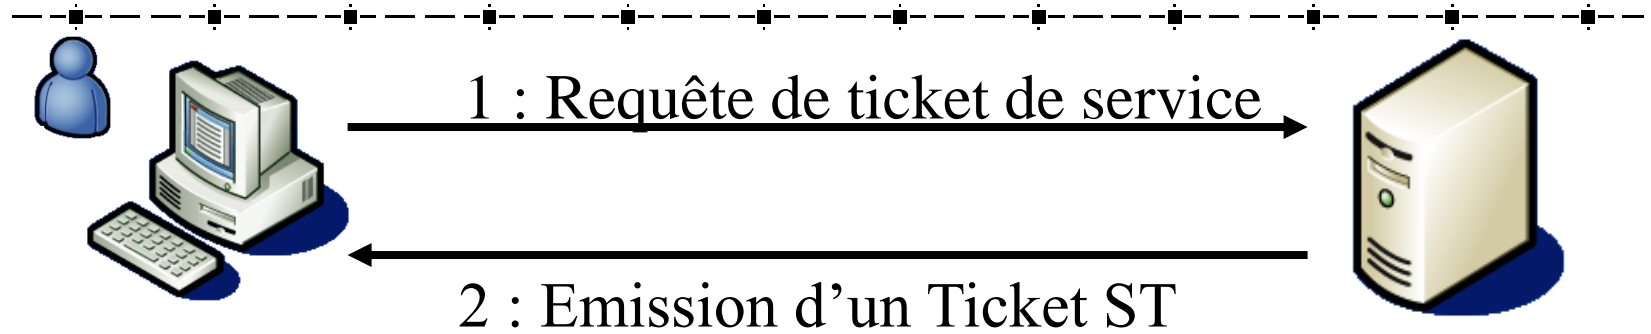 1 : Requête de ticket de service
2 : Emission d’un Ticket ST